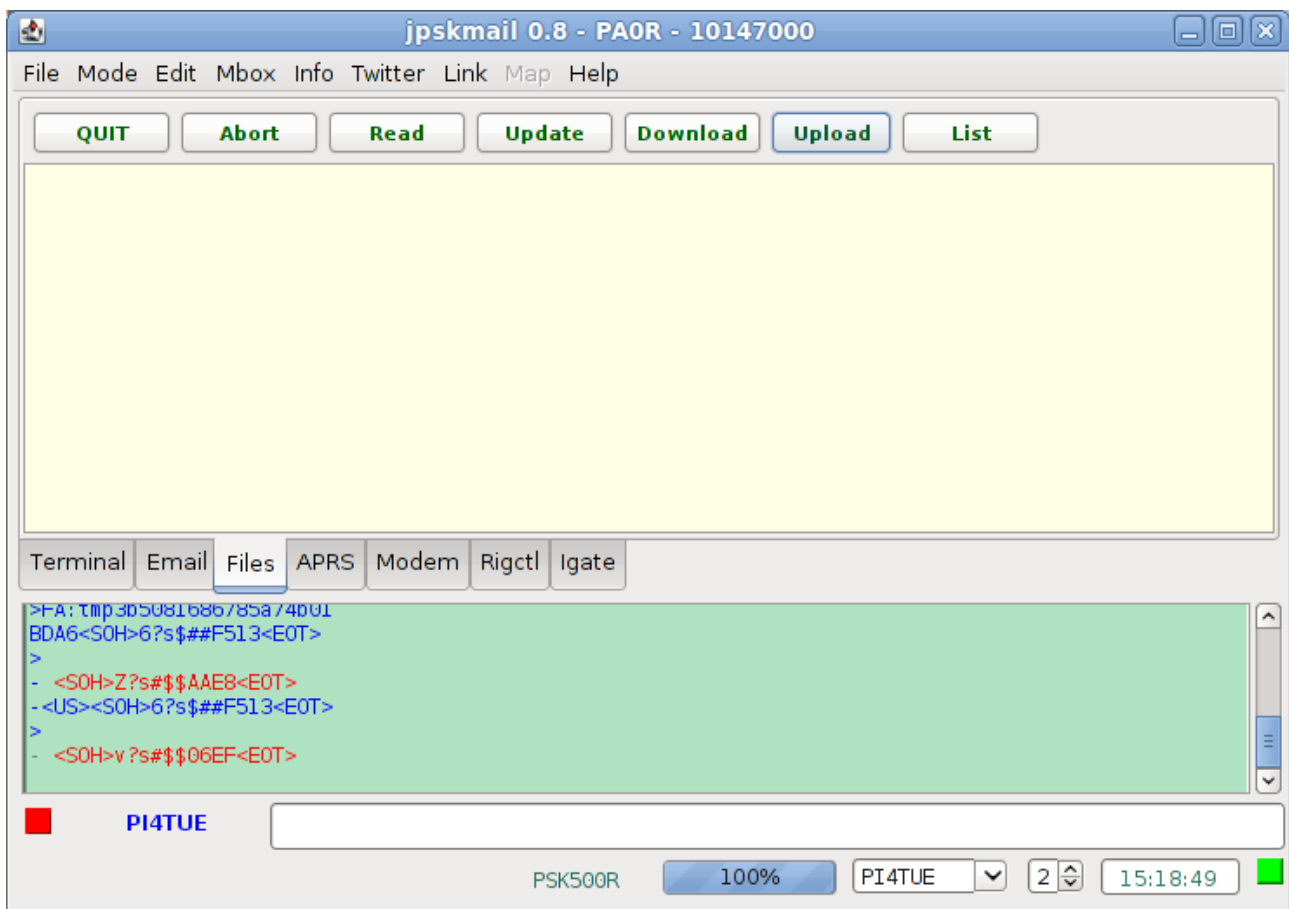 jpskmail 0.8 - PA0R - 10147000
File Mode Edit Mbox Info Twitter Link Map Help
QUIT Abort Read Update Download Upload List
Terminal Email Files APRS Modem Rigctl Igate
>FA:tmp3b5081686785a74b01
BDA6<SOH>6?s$##F513<EOT>
>
- <SOH>Z?s#$$AAE8<EOT>
-<US><SOH>6?s$##F513<EOT>
>
- <SOH>v?s#$$06EF<EOT>
PI4TUE
PSK500R 100% PI4TUE 2 15:18:49